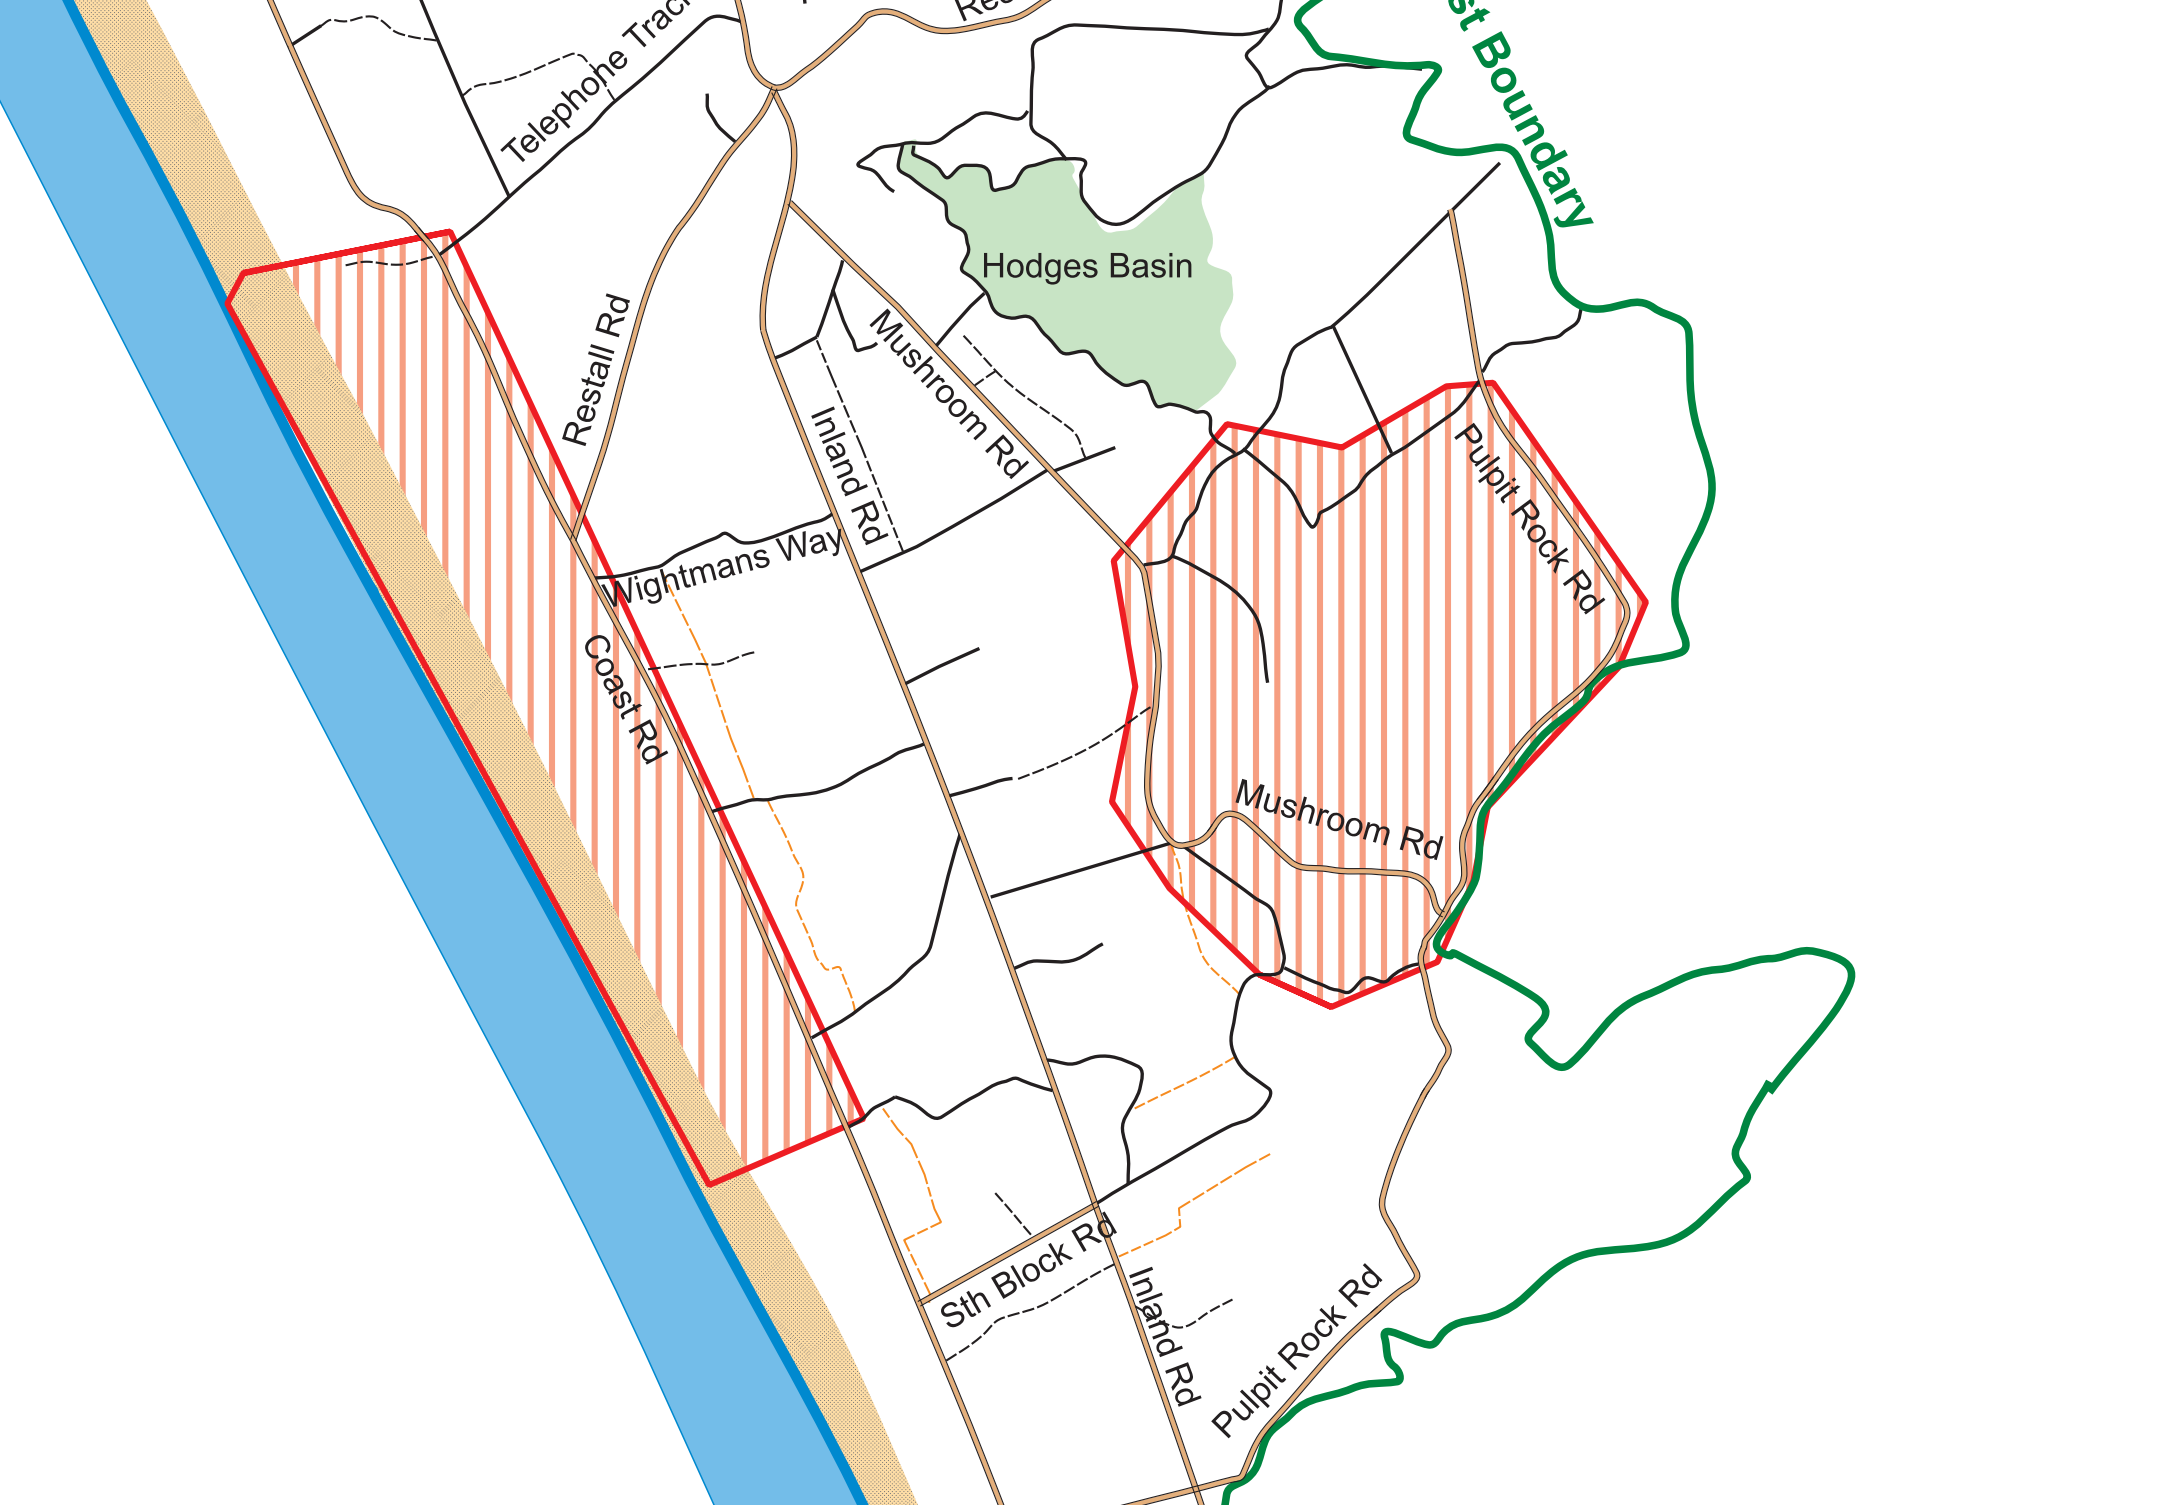 Telephone Track
st Boundary
Hodges Basin
Restall Rd
Mushroom Rd
Inland Rd
Pulpit Rock Rd
Wightmans Way
Coast Rd
Mushroom Rd
Sth Block Rd
Inland Rd
Pulpit Rock Rd